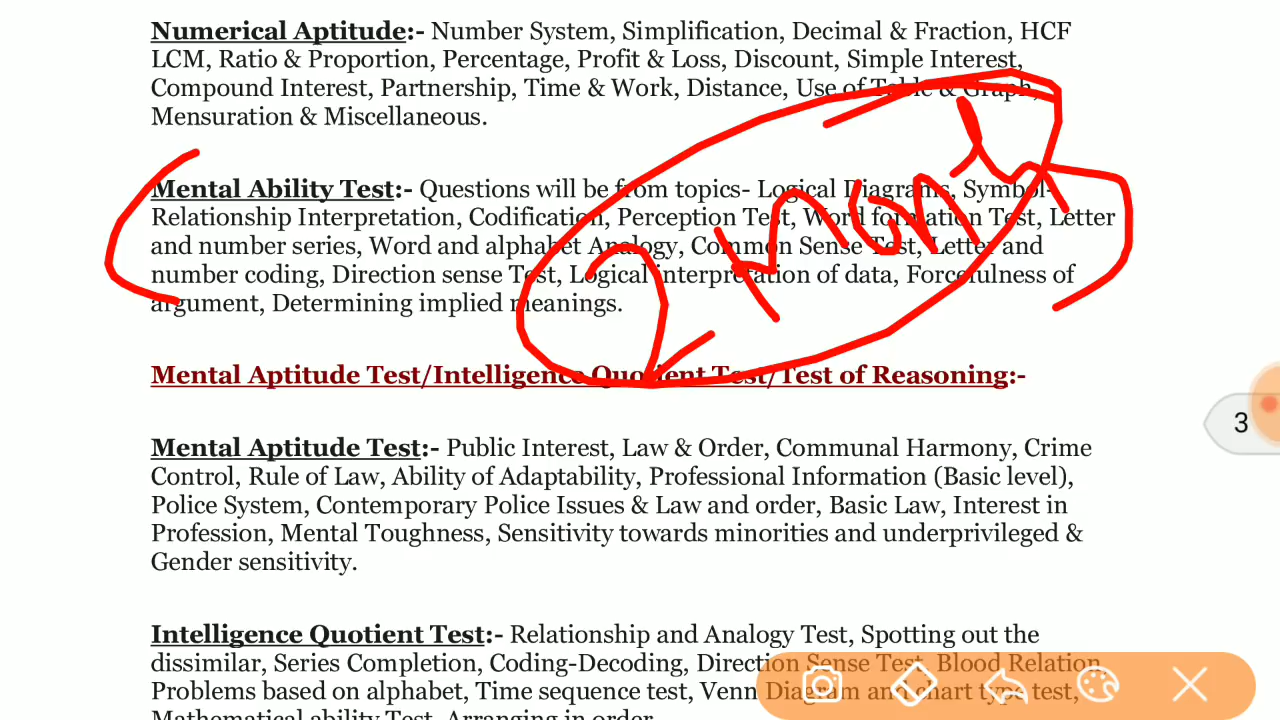 Numerical Aptitude:- Number System, Simplification, Decimal & Fraction, HCF
LCM, Ratio & Proportion, Percentage, Profit & Loss, Discount, Simple Interest,
Compound Interest, Partnership, Time & Work, Distance, Use of Table & Graph,
Mensuration & Miscellaneous.
Mental Ability Test:- Questions will be from topics- Logical Diagrams, Symbol-
Relationship Interpretation, Codification, Perception Test, Word formation Test, Letter
and number series, Word and alphabet Analogy, Common Sense Test, Letter and
number coding, Direction sense Test, Logical interpretation of data, Forcefulness of
argument, Determining implied meanings.
2 Month
Mental Aptitude Test/Intelligence Quotient Test/Test of Reasoning:-
Mental Aptitude Test:- Public Interest, Law & Order, Communal Harmony, Crime
Control, Rule of Law, Ability of Adaptability, Professional Information (Basic level),
3
Police System, Contemporary Police Issues & Law and order, Basic Law, Interest in
Profession, Mental Toughness, Sensitivity towards minorities and underprivileged &
Gender sensitivity.
Intelligence Quotient Test:- Relationship and Analogy Test, Spotting out the
dissimilar, Series Completion, Coding-Decoding, Direction Sense Test, Blood Relation,
Problems based on alphabet, Time sequence test, Venn Diagram and chart type test,
Mathematical ability Test, Arranging in order